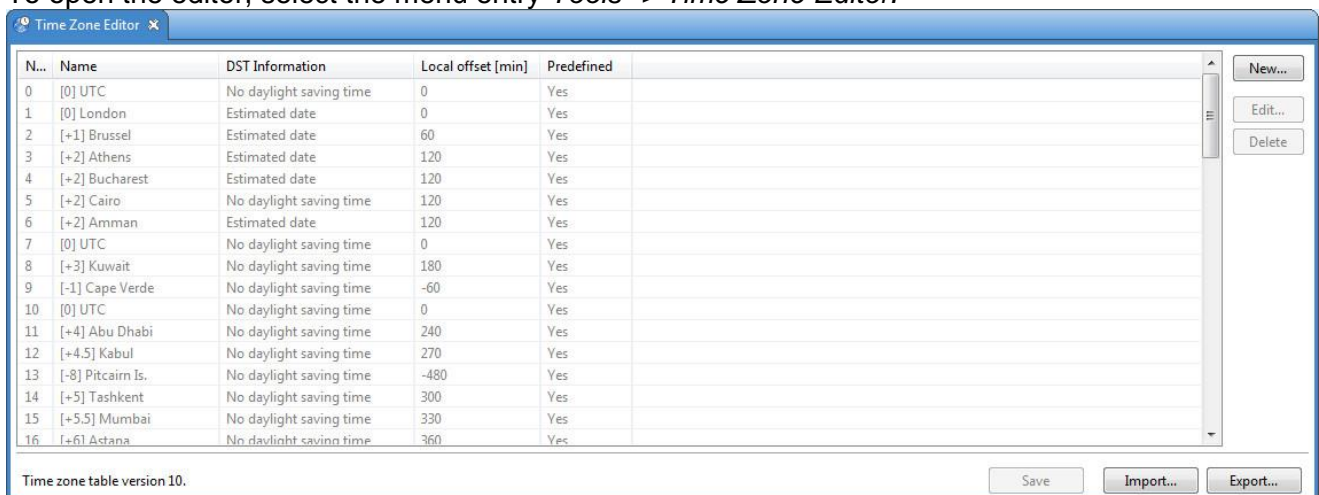 To open the editor, select the menu entry Tools -> Time Zone Editor.
Time Zone Editor
N... Name DST Information Local offset [min] Predefined
New...
0 [0] UTC No daylight saving time 0 Yes
1 [0] London Estimated date 0 Yes
Edit...
2 [+1] Brussel Estimated date 60 Yes
Delete
3 [+2] Athens Estimated date 120 Yes
4 [+2] Bucharest Estimated date 120 Yes
5 [+2] Cairo No daylight saving time 120 Yes
6 [+2] Amman Estimated date 120 Yes
7 [0] UTC No daylight saving time 0 Yes
8 [+3] Kuwait No daylight saving time 180 Yes
9 [-1] Cape Verde No daylight saving time -60 Yes
10 [0] UTC No daylight saving time 0 Yes
11 [+4] Abu Dhabi No daylight saving time 240 Yes
12 [+4.5] Kabul No daylight saving time 270 Yes
13 [-8] Pitcairn Is. No daylight saving time -480 Yes
14 [+5] Tashkent No daylight saving time 300 Yes
15 [+5.5] Mumbai No daylight saving time 330 Yes
16 [+6] Astana No daylight saving time 360 Yes
Time zone table version 10.
Save Import... Export...